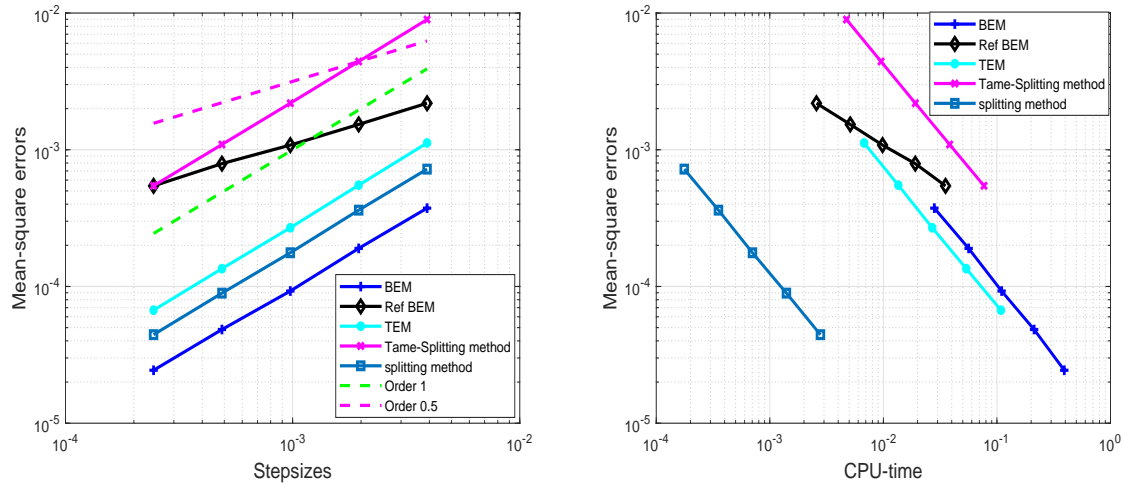 10^-2
10^-3
10^-4
10^-5
Mean-square errors
10^-4
10^-3
10^-2
Stepsizes
BEM
Ref BEM
TEM
Tame-Splitting method
splitting method
Order 1
Order 0.5
10^-2
10^-3
10^-4
10^-5
Mean-square errors
10^-4
10^-3
10^-2
10^-1
10^0
CPU-time
BEM
Ref BEM
TEM
Tame-Splitting method
splitting method